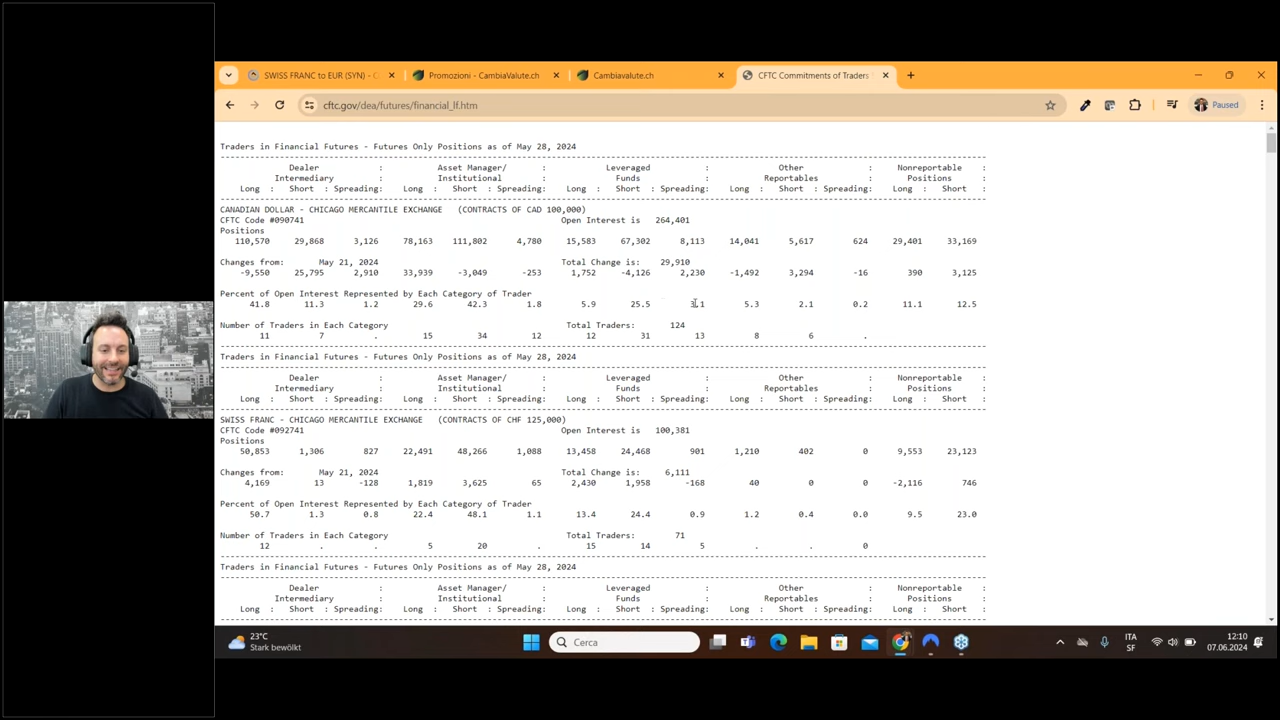 SWISS FRANC to EUR (SYN) - C
Promozioni - CambiaValute.ch
Cambiavalute.ch
CFTC Commitments of Traders
cftc.gov/dea/futures/financial_lf.htm
Paused
Traders in Financial Futures - Futures Only Positions as of May 28, 2024
Dealer : Asset Manager/ : Leveraged : Other : Nonreportable :
Intermediary : Institutional : Funds : Reportables : Positions :
Long : Short : Spreading: Long : Short : Spreading: Long : Short : Spreading: Long : Short : Spreading: Long : Short :
CANADIAN DOLLAR - CHICAGO MERCANTILE EXCHANGE (CONTRACTS OF CAD 100,000)
CFTC Code #090741 Open Interest is 264,401
Positions
110,570 29,868 3,126 78,163 111,802 4,780 15,583 67,302 8,113 14,041 5,617 624 29,401 33,169
Changes from: May 21, 2024 Total Change is: 29,910
-9,550 25,795 2,910 33,939 -3,049 -253 1,752 -4,126 2,230 -1,492 3,294 -16 390 3,125
Percent of Open Interest Represented by Each Category of Trader
41.8 11.3 1.2 29.6 42.3 1.8 5.9 25.5 3.1 5.3 2.1 0.2 11.1 12.5
Number of Traders in Each Category Total Traders: 124
11 7 . 15 34 12 12 31 13 8 6 .
Traders in Financial Futures - Futures Only Positions as of May 28, 2024
Dealer : Asset Manager/ : Leveraged : Other : Nonreportable :
Intermediary : Institutional : Funds : Reportables : Positions :
Long : Short : Spreading: Long : Short : Spreading: Long : Short : Spreading: Long : Short : Spreading: Long : Short :
SWISS FRANC - CHICAGO MERCANTILE EXCHANGE (CONTRACTS OF CHF 125,000)
CFTC Code #092741 Open Interest is 100,381
Positions
50,853 1,306 827 22,491 48,266 1,088 13,458 24,468 901 1,210 402 0 9,553 23,123
Changes from: May 21, 2024 Total Change is: 6,111
4,169 13 -128 1,819 3,625 65 2,430 1,958 -168 40 0 0 -2,116 746
Percent of Open Interest Represented by Each Category of Trader
50.7 1.3 0.8 22.4 48.1 1.1 13.4 24.4 0.9 1.2 0.4 0.0 9.5 23.0
Number of Traders in Each Category Total Traders: 71
12 . . 5 20 . 15 14 5 . . 0
Traders in Financial Futures - Futures Only Positions as of May 28, 2024
Dealer : Asset Manager/ : Leveraged : Other : Nonreportable :
Intermediary : Institutional : Funds : Reportables : Positions :
Long : Short : Spreading: Long : Short : Spreading: Long : Short : Spreading: Long : Short : Spreading: Long : Short :
23°C
Stark bewölkt
Cerca
ITA
SF
12:10
07.06.2024